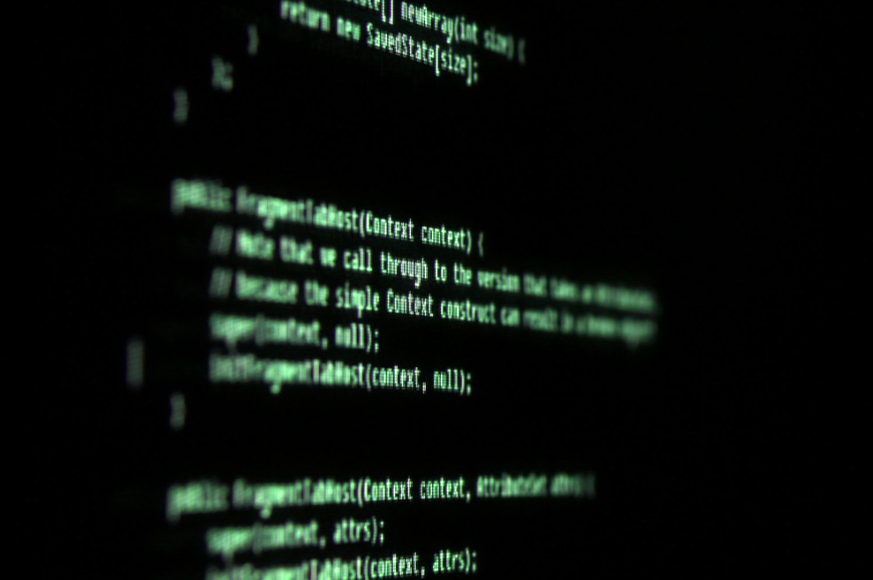 [] newArray(int size) {
return new SavedState[size];
}
};
}
public FragmentTabHost(Context context) {
// Note that we call through to the version that takes an AttributeSet,
// because the simple Context construct can result in a broken object!
super(context, null);
initFragmentTabHost(context, null);
}
public FragmentTabHost(Context context, AttributeSet attrs) {
super(context, attrs);
initFragmentTabHost(context, attrs);